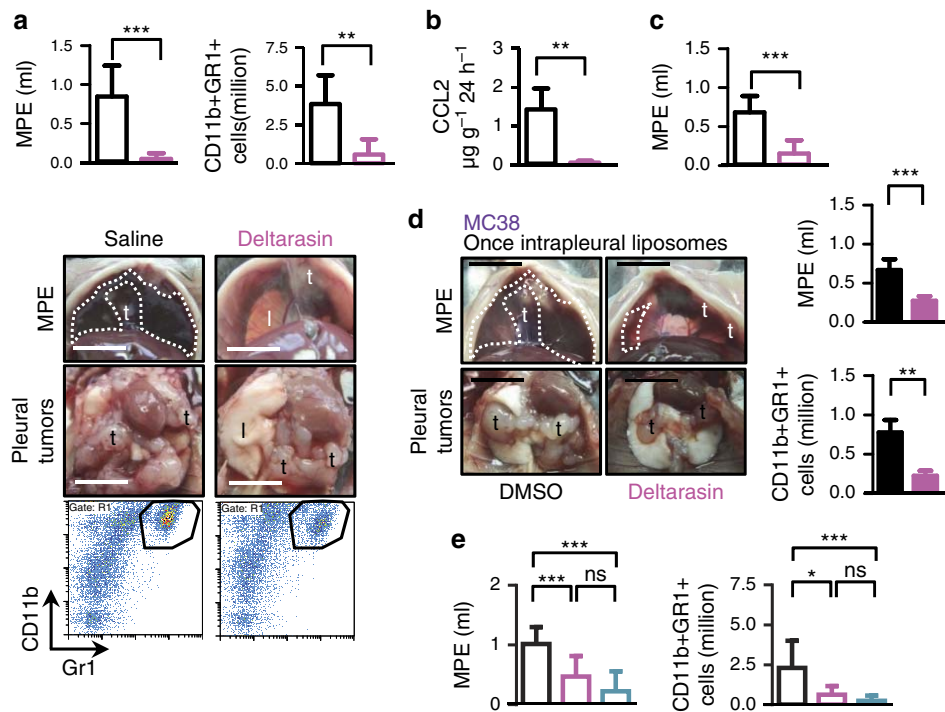 a
MPE (ml)
1.5
1.0
0.5
0.0
***
CD11b+GR1+
cells(million)
7.5
5.0
2.5
0.0
**
b
CCL2
µg g⁻¹ 24 h⁻¹
3
2
1
0
**
c
MPE (ml)
1.5
1.0
0.5
0.0
***
Saline
Deltarasin
MPE
t
t
l
Pleural
tumors
t
t
l
t
t
Gate: R1
Gate: R1
CD11b
Gr1
d
MC38
Once intrapleural liposomes
MPE
t
t
t
Pleural
tumors
t
t
t
t
DMSO
Deltarasin
MPE (ml)
1.5
1.0
0.5
0.0
***
CD11b+GR1+
cells (million)
1.5
1.0
0.5
0.0
**
e
MPE (ml)
2
1
0
***
***
ns
CD11b+GR1+
cells (million)
7.5
5.0
2.5
0.0
***
*
ns